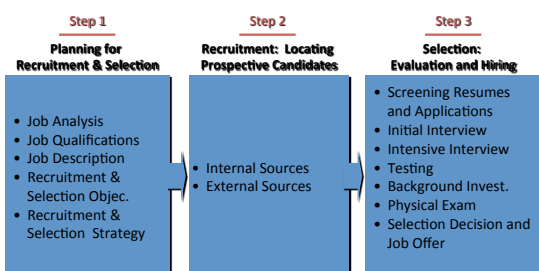 Step 1
Planning for
Recruitment & Selection
• Job Analysis
• Job Qualifications
• Job Description
• Recruitment &
Selection Objec.
• Recruitment &
Selection Strategy
Step 2
Recruitment: Locating
Prospective Candidates
• Internal Sources
• External Sources
Step 3
Selection:
Evaluation and Hiring
• Screening Resumes
and Applications
• Initial Interview
• Intensive Interview
• Testing
• Background Invest.
• Physical Exam
• Selection Decision and
Job Offer